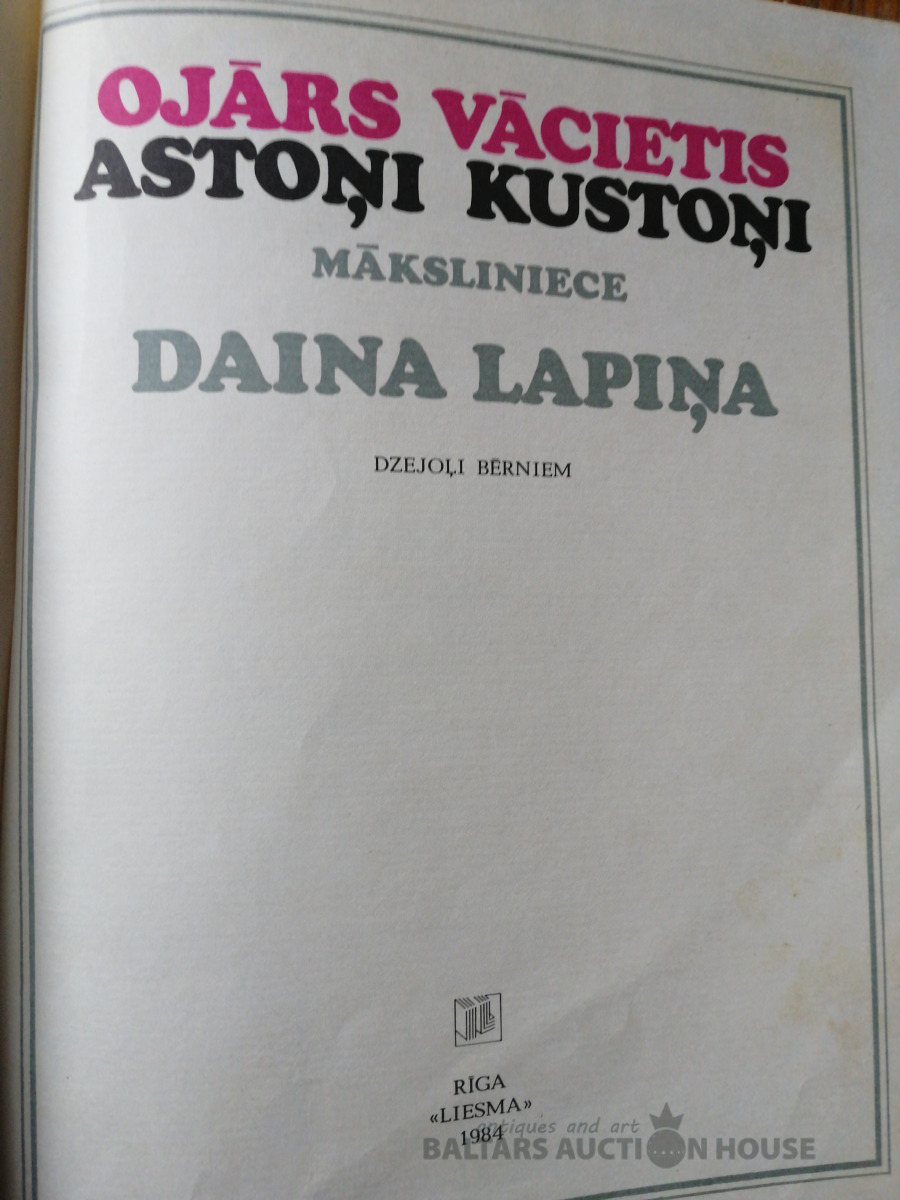 OJĀRS VĀCIETIS
ASTOŅI KUSTOŅI
MĀKSLINIECE
DAINA LAPIŅA
DZEJOĻI BĒRNIEM
RĪGA
«LIESMA»
1984
antiques and art
BALTARS AUCTION HOUSE